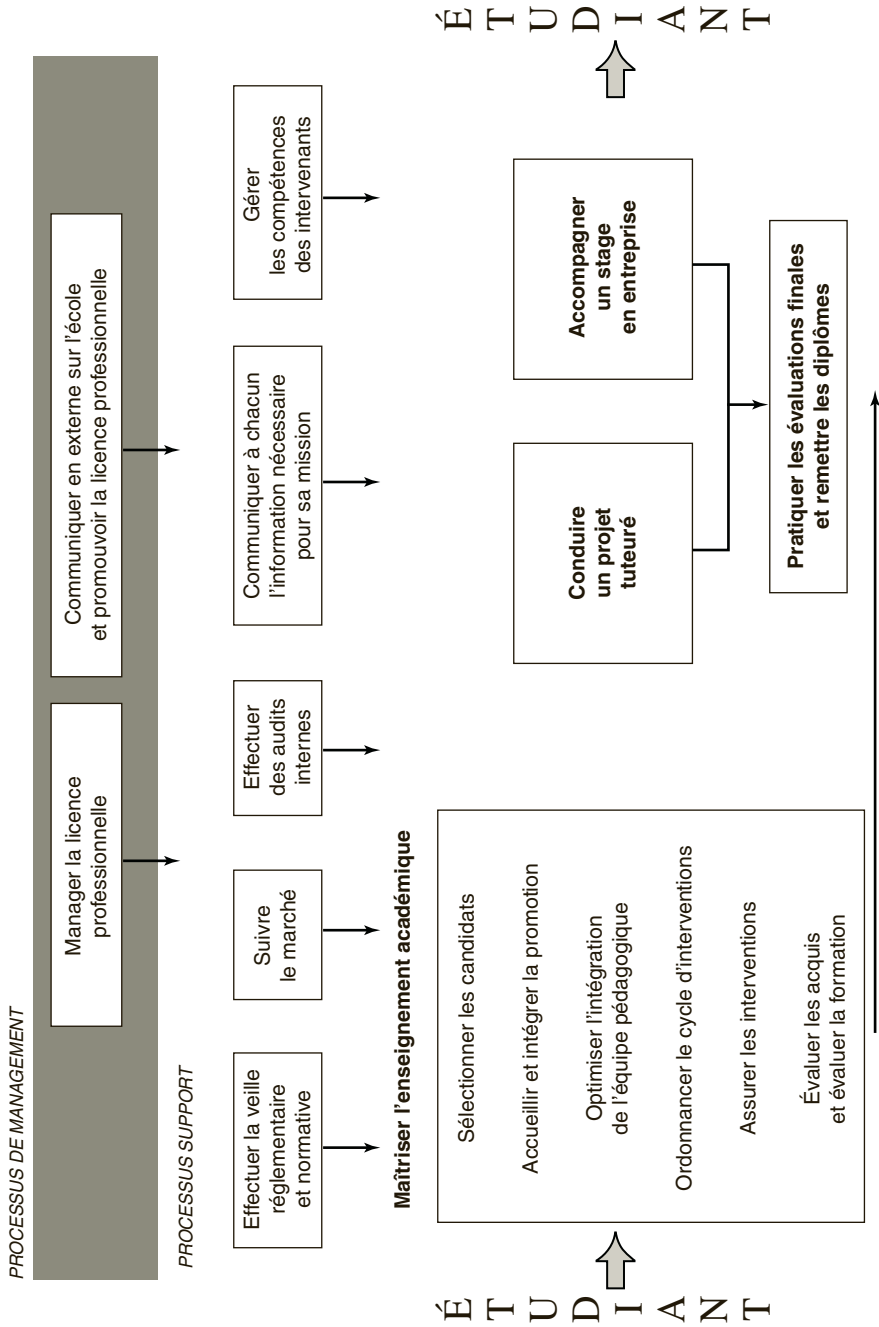 PROCESSUS DE MANAGEMENT
Manager la licence
professionnelle
Communiquer en externe sur l'école
et promouvoir la licence professionnelle
PROCESSUS SUPPORT
Effectuer la veille
réglementaire
et normative
Suivre
le marché
Effectuer
des audits
internes
Communiquer à chacun
l'information nécessaire
pour sa mission
Gérer
les compétences
des intervenants
Maîtriser l'enseignement académique
ÉTUDIANT
Sélectionner les candidats
Accueillir et intégrer la promotion
Optimiser l'intégration
de l'équipe pédagogique
Ordonnancer le cycle d'interventions
Assurer les interventions
Évaluer les acquis
et évaluer la formation
Conduire
un projet
tuteuré
Accompagner
un stage
en entreprise
Pratiquer les évaluations finales
et remettre les diplômes
ÉTUDIANT